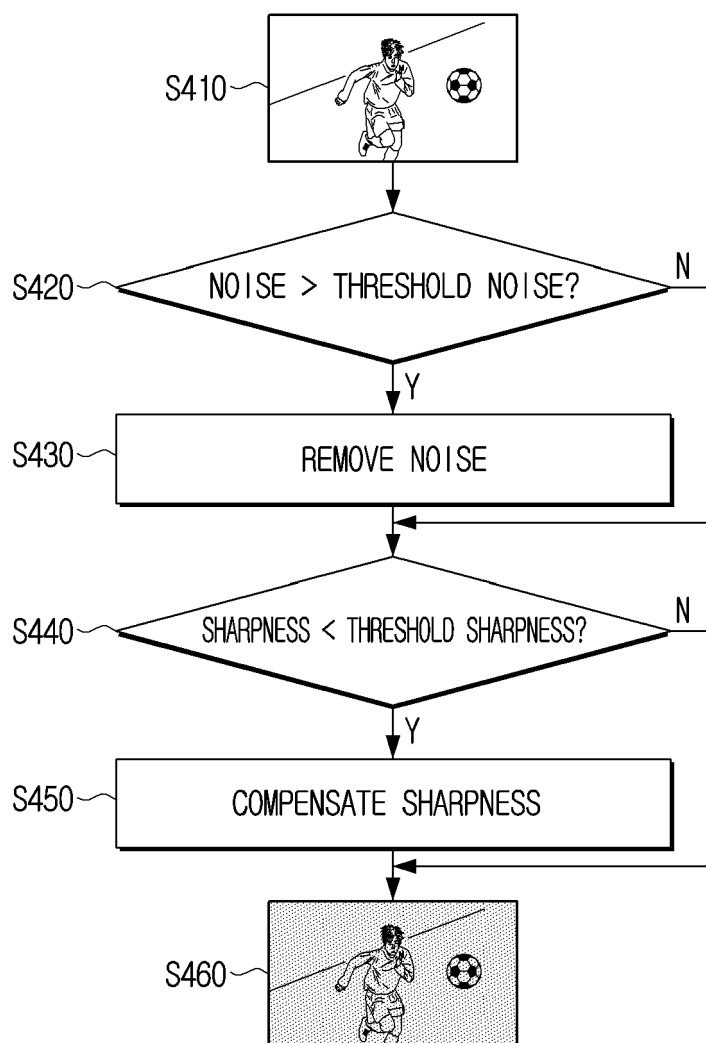 S410
S420
NOISE > THRESHOLD NOISE?
N
Y
S430
REMOVE NOISE
S440
SHARPNESS < THRESHOLD SHARPNESS?
N
Y
S450
COMPENSATE SHARPNESS
S460